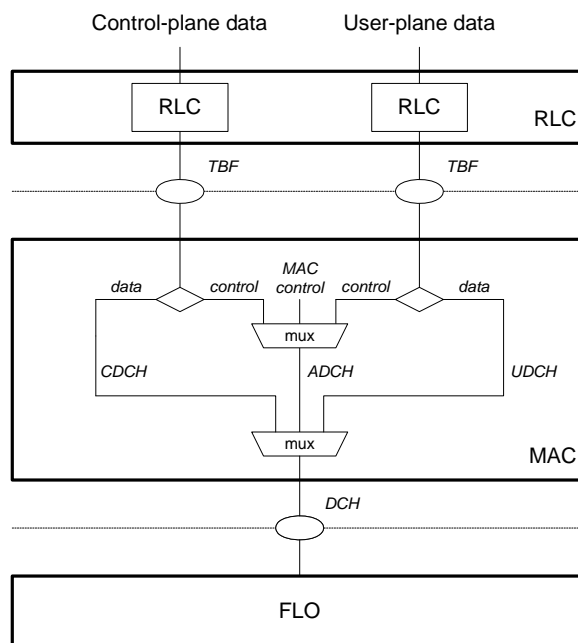 Control-plane data User-plane data
RLC RLC
RLC
TBF TBF
MAC
data control control control data
mux
CDCH ADCH UDCH
mux
MAC
DCH
FLO